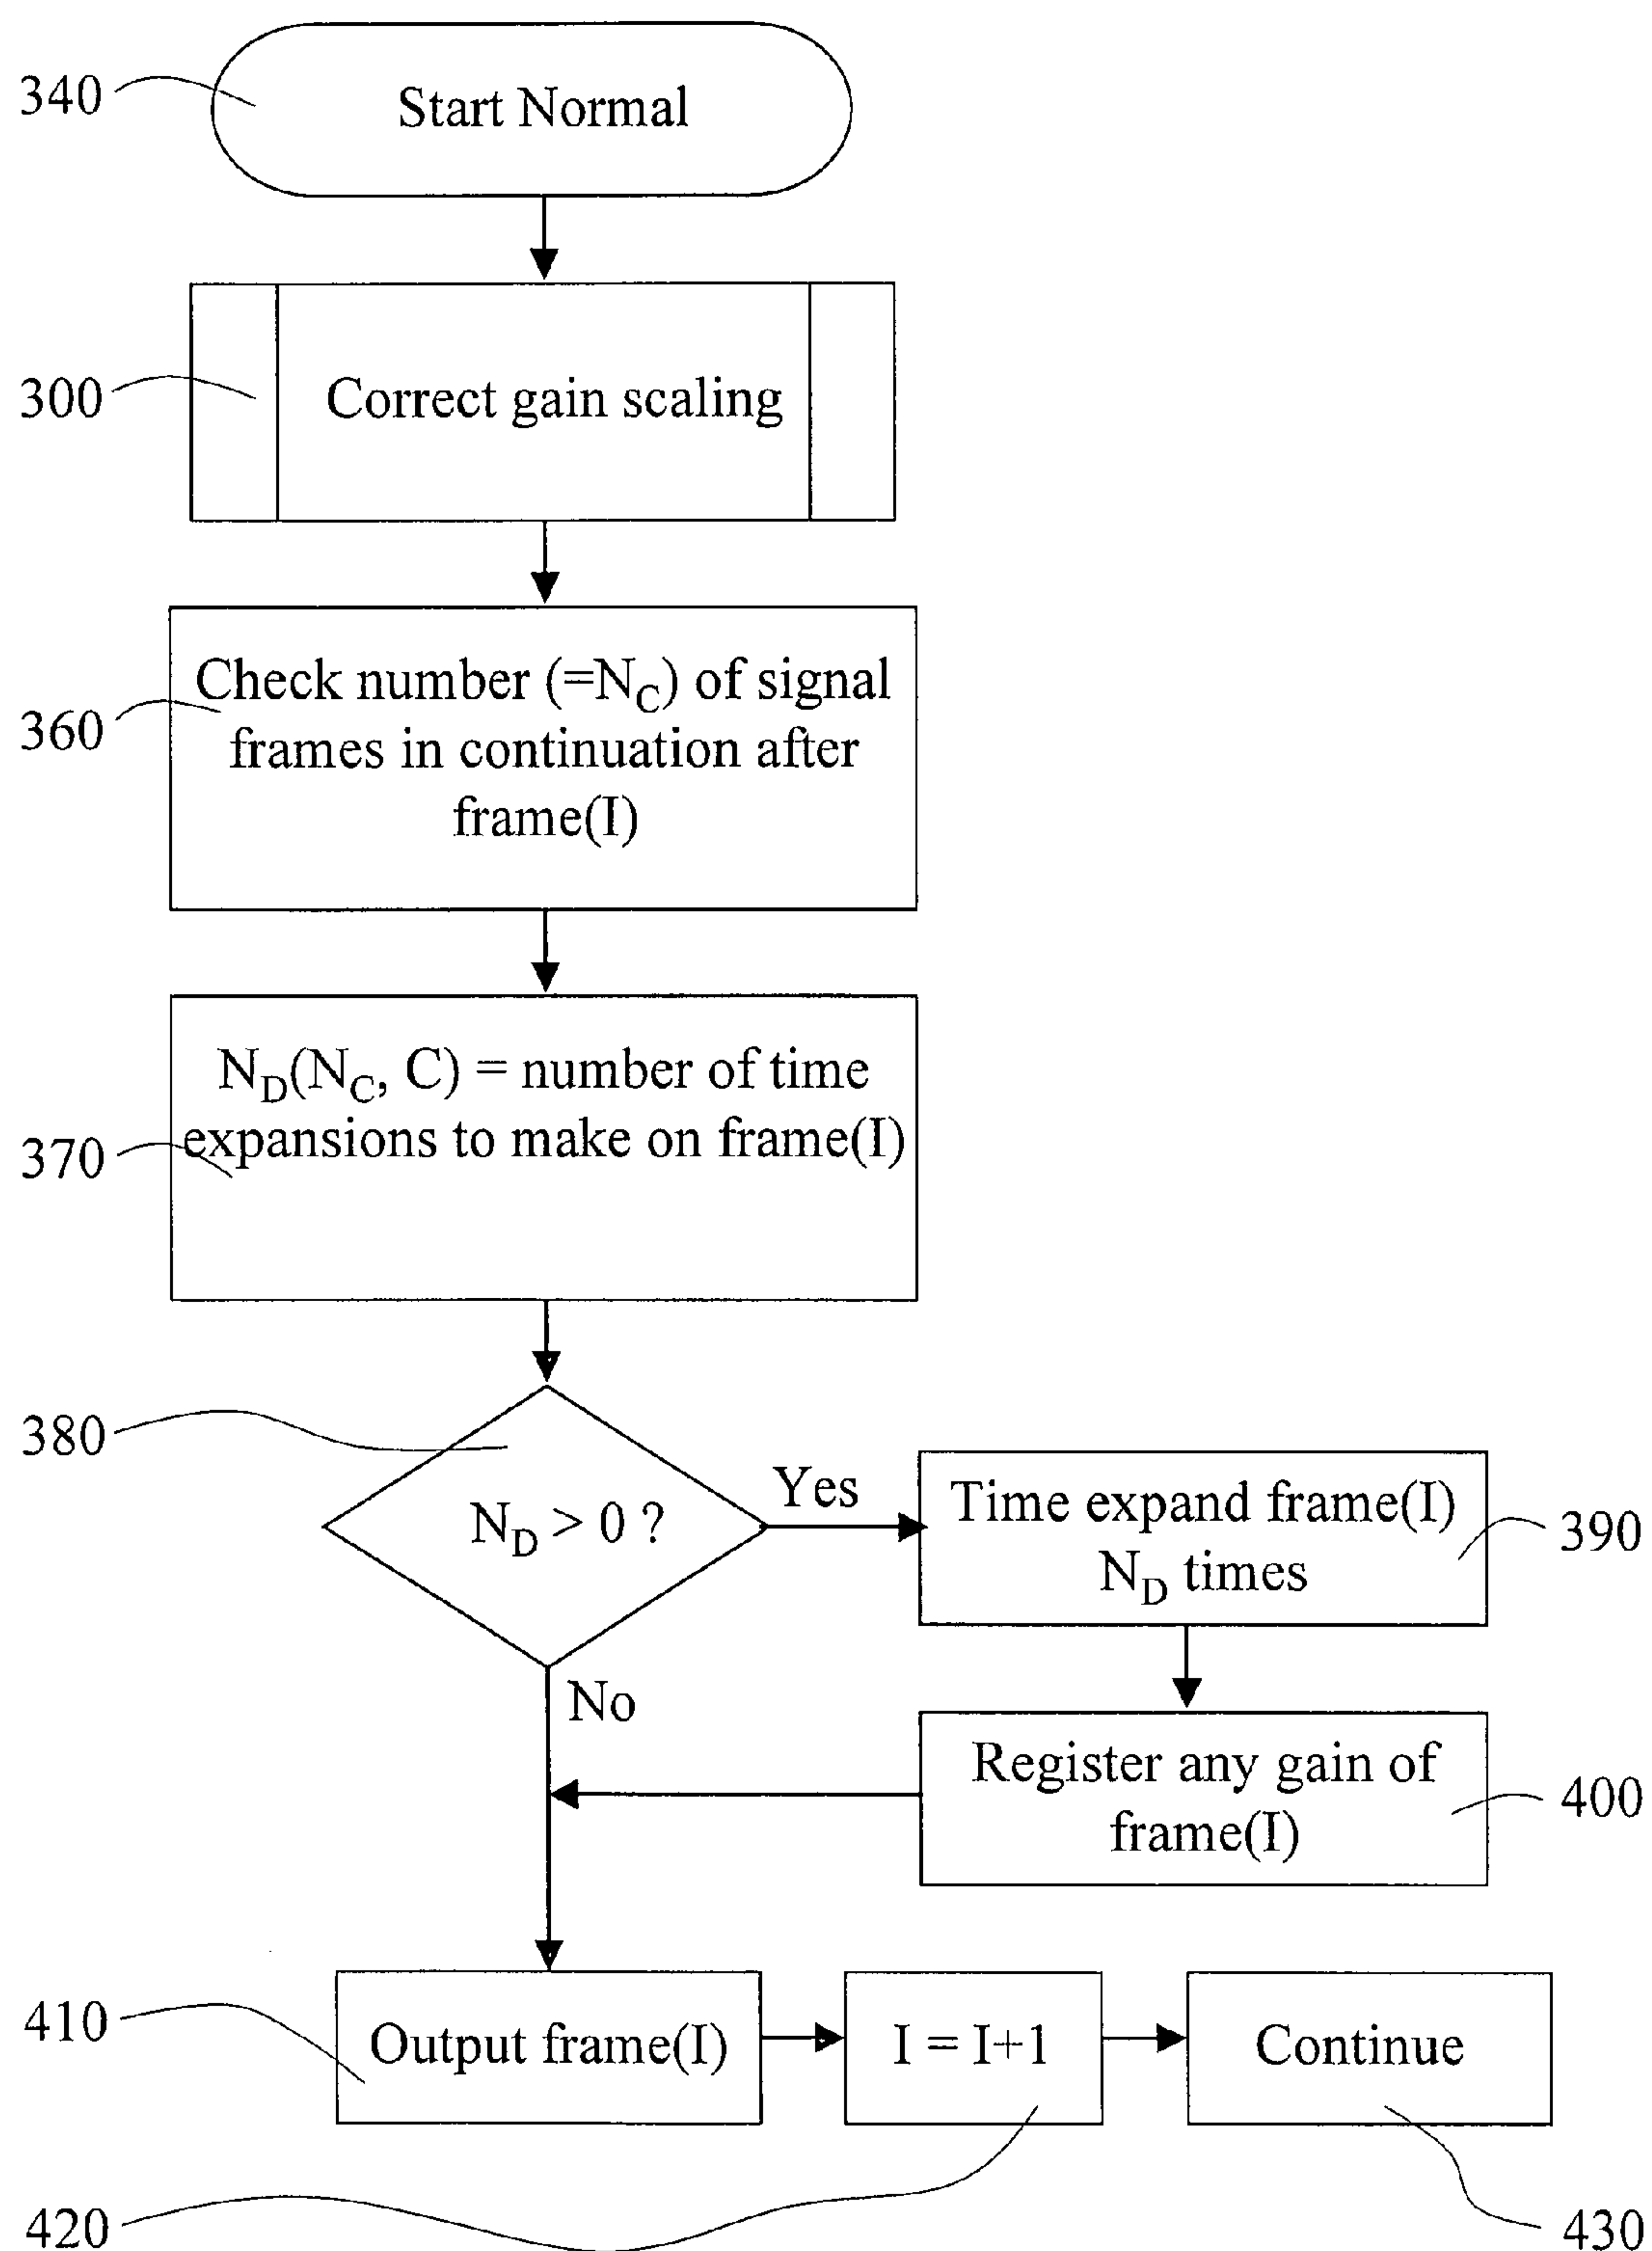 340
Start Normal
300
Correct gain scaling
360
Check number (=N_C) of signal
frames in continuation after
frame(I)
370
N_D(N_C, C) = number of time
expansions to make on frame(I)
380
N_D > 0 ?
Yes
No
Time expand frame(I)
N_D times
390
Register any gain of
frame(I)
400
410
Output frame(I)
I = I+1
Continue
420
430